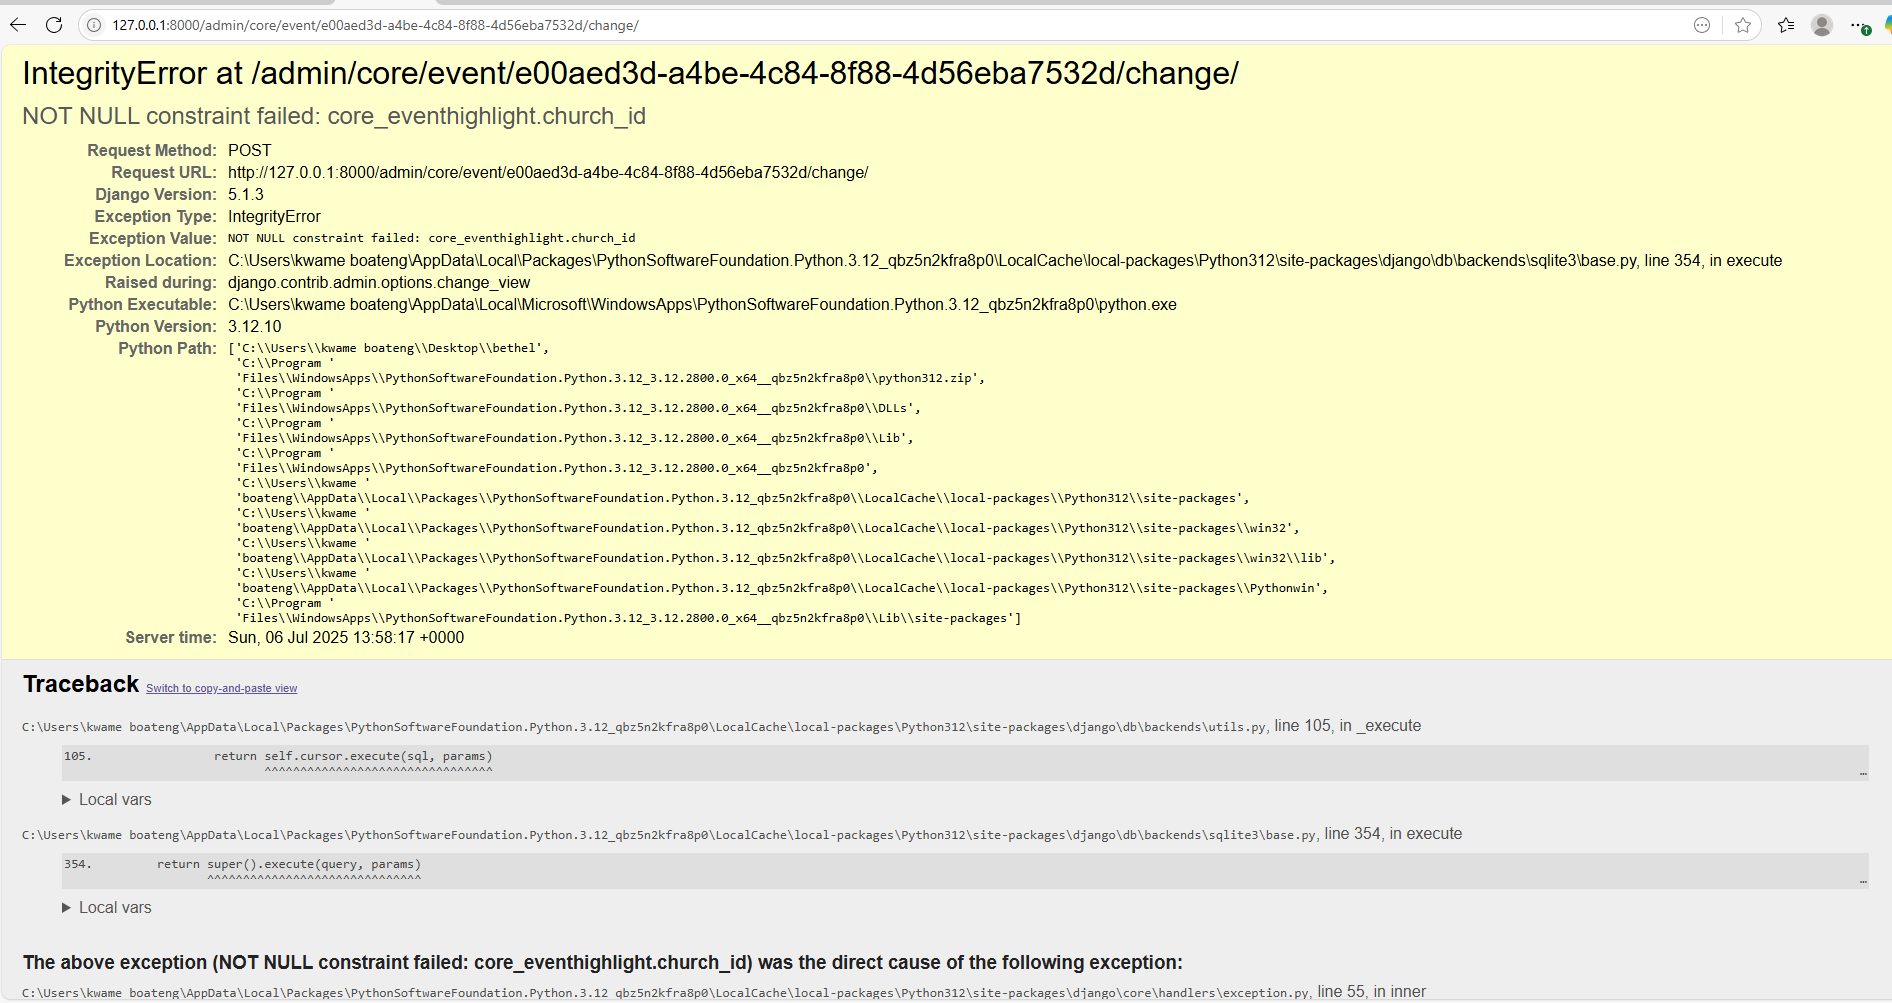 127.0.0.1:8000/admin/core/event/e00aed3d-a4be-4c84-8f88-4d56eba7532d/change/
IntegrityError at /admin/core/event/e00aed3d-a4be-4c84-8f88-4d56eba7532d/change/
NOT NULL constraint failed: core_eventhighlight.church_id
Request Method: POST
Request URL: http://127.0.0.1:8000/admin/core/event/e00aed3d-a4be-4c84-8f88-4d56eba7532d/change/
Django Version: 5.1.3
Exception Type: IntegrityError
Exception Value: NOT NULL constraint failed: core_eventhighlight.church_id
Exception Location: C:\Users\kwame boateng\AppData\Local\Packages\PythonSoftwareFoundation.Python.3.12_qbz5n2kfra8p0\LocalCache\local-packages\Python312\site-packages\django\db\backends\sqlite3\base.py, line 354, in execute
Raised during: django.contrib.admin.options.change_view
Python Executable: C:\Users\kwame boateng\AppData\Local\Microsoft\WindowsApps\PythonSoftwareFoundation.Python.3.12_qbz5n2kfra8p0\python.exe
Python Version: 3.12.10
Python Path: ['C:\\Users\\kwame boateng\\Desktop\\bethel',
'C:\\Program '
'Files\\WindowsApps\\PythonSoftwareFoundation.Python.3.12_3.12.2800.0_x64__qbz5n2kfra8p0\\python312.zip',
'C:\\Program '
'Files\\WindowsApps\\PythonSoftwareFoundation.Python.3.12_3.12.2800.0_x64__qbz5n2kfra8p0\\DLLs',
'C:\\Program '
'Files\\WindowsApps\\PythonSoftwareFoundation.Python.3.12_3.12.2800.0_x64__qbz5n2kfra8p0\\Lib',
'C:\\Program '
'Files\\WindowsApps\\PythonSoftwareFoundation.Python.3.12_3.12.2800.0_x64__qbz5n2kfra8p0',
'C:\\Users\\kwame '
'boateng\\AppData\\Local\\Packages\\PythonSoftwareFoundation.Python.3.12_qbz5n2kfra8p0\\LocalCache\\local-packages\\Python312\\site-packages',
'C:\\Users\\kwame '
'boateng\\AppData\\Local\\Packages\\PythonSoftwareFoundation.Python.3.12_qbz5n2kfra8p0\\LocalCache\\local-packages\\Python312\\site-packages\\win32',
'C:\\Users\\kwame '
'boateng\\AppData\\Local\\Packages\\PythonSoftwareFoundation.Python.3.12_qbz5n2kfra8p0\\LocalCache\\local-packages\\Python312\\site-packages\\win32\\lib',
'C:\\Users\\kwame '
'boateng\\AppData\\Local\\Packages\\PythonSoftwareFoundation.Python.3.12_qbz5n2kfra8p0\\LocalCache\\local-packages\\Python312\\site-packages\\Pythonwin',
'C:\\Program '
'Files\\WindowsApps\\PythonSoftwareFoundation.Python.3.12_3.12.2800.0_x64__qbz5n2kfra8p0\\Lib\\site-packages']
Server time: Sun, 06 Jul 2025 13:58:17 +0000
Traceback Switch to copy-and-paste view
C:\Users\kwame boateng\AppData\Local\Packages\PythonSoftwareFoundation.Python.3.12_qbz5n2kfra8p0\LocalCache\local-packages\Python312\site-packages\django\db\backends\utils.py, line 105, in _execute
105. return self.cursor.execute(sql, params)
^^^^^^^^^^^^^^^^^^^^^^^^^^^^^^^^ …
Local vars
C:\Users\kwame boateng\AppData\Local\Packages\PythonSoftwareFoundation.Python.3.12_qbz5n2kfra8p0\LocalCache\local-packages\Python312\site-packages\django\db\backends\sqlite3\base.py, line 354, in execute
354. return super().execute(query, params)
^^^^^^^^^^^^^^^^^^^^^^^^^^^^^^ …
Local vars
The above exception (NOT NULL constraint failed: core_eventhighlight.church_id) was the direct cause of the following exception:
C:\Users\kwame boateng\AppData\Local\Packages\PythonSoftwareFoundation.Python.3.12_qbz5n2kfra8p0\LocalCache\local-packages\Python312\site-packages\django\core\handlers\exception.py, line 55, in inner